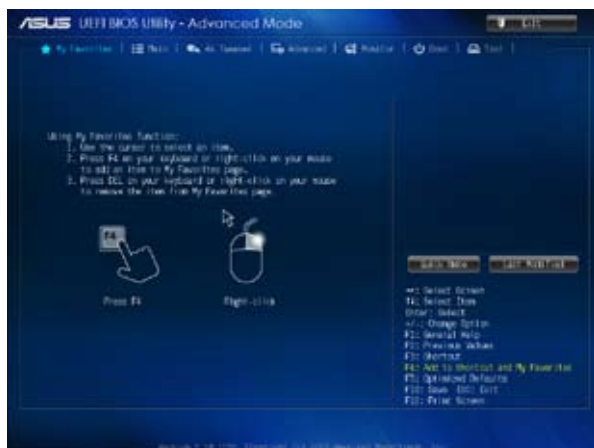 ASUS UEFI BIOS Utility - Advanced Mode
Exit
My Favorites | Main | Ai Tweaker | Advanced | Monitor | Boot | Tool |
Using My Favorites Function:
1. Use the cursor to select an item.
2. Press F4 on your keyboard or right-click on your mouse
to add an item to My Favorites page.
3. Press DEL on your keyboard or right-click on your mouse
to remove the item from My Favorites page.
F4
Press F4
Right-click
Quick Note
Last Modified
→←: Select Screen
↑↓: Select Item
Enter: Select
+/-: Change Option
F1: General Help
F2: Previous Values
F3: Shortcut
F4: Add to Shortcut and My Favorites
F5: Optimized Defaults
F10: Save ESC: Exit
F12: Print Screen